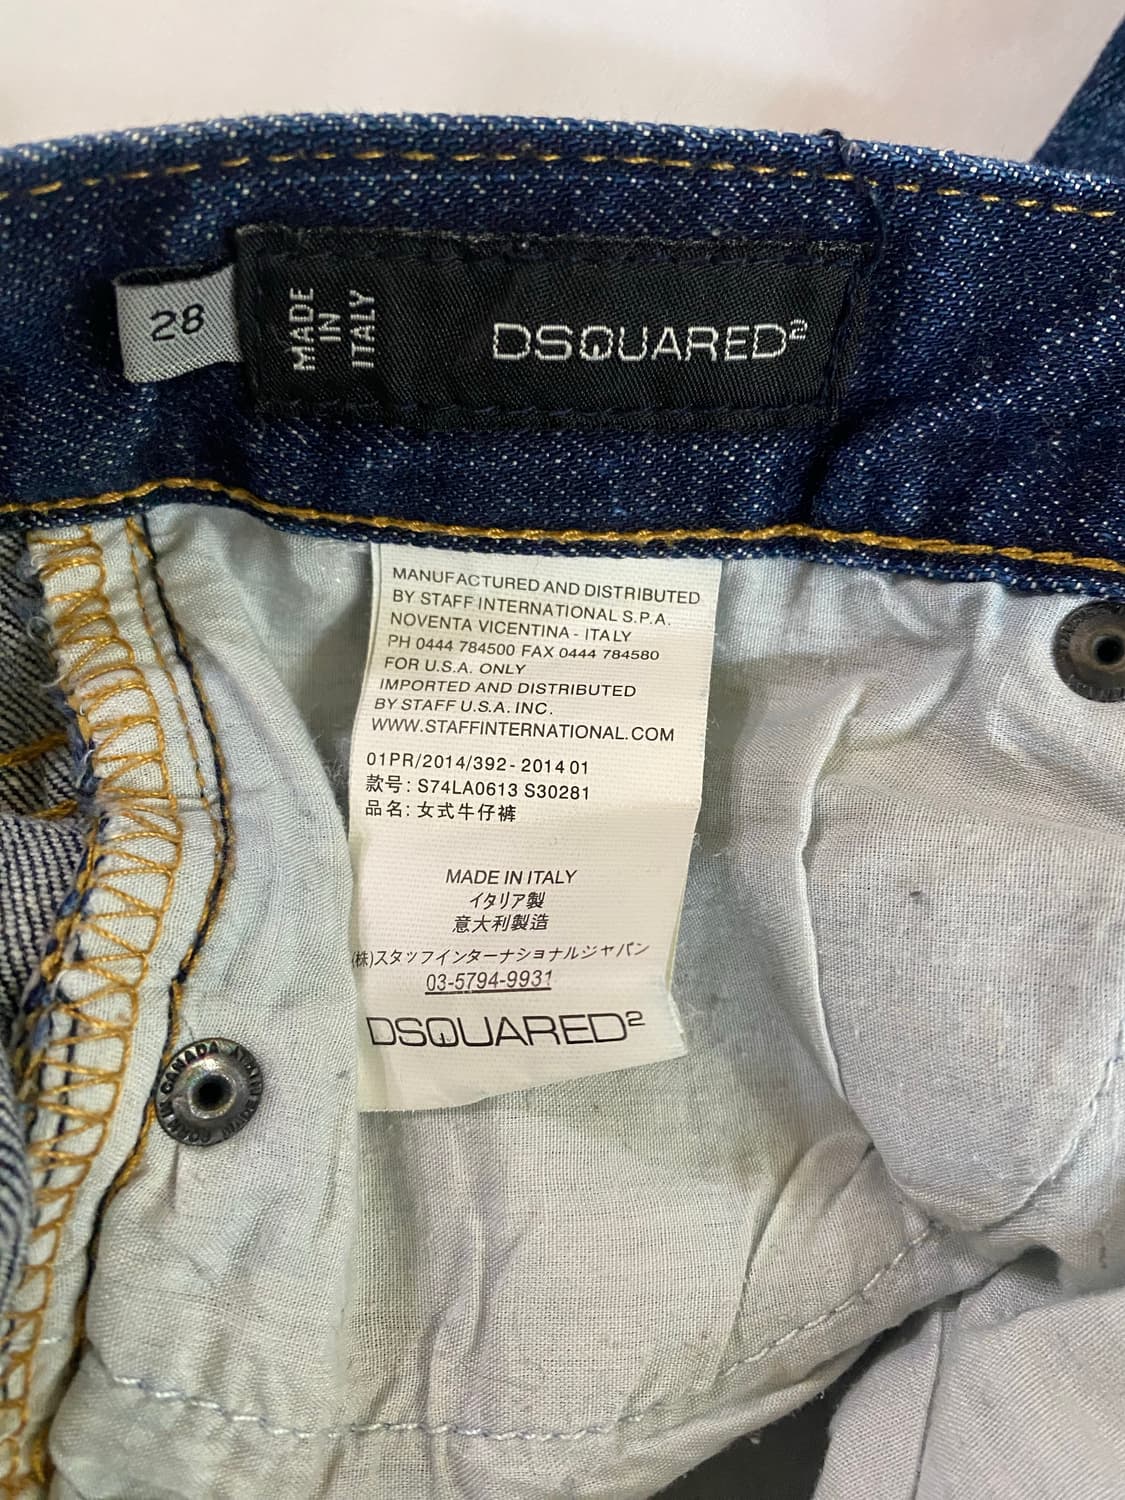 28
MADE
IN
ITALY
DSQUARED2
MANUFACTURED AND DISTRIBUTED
BY STAFF INTERNATIONAL S.P.A.
NOVENTA VICENTINA - ITALY
PH 0444 784500 FAX 0444 784580
FOR U.S.A. ONLY
IMPORTED AND DISTRIBUTED
BY STAFF U.S.A. INC.
WWW.STAFFINTERNATIONAL.COM
01PR/2014/392 - 2014 01
款号: S74LA0613 S30281
品名: 女式牛仔裤
MADE IN ITALY
イタリア製
意大利製造
(株)スタッフインターナショナルジャパン
03-5794-9931
DSQUARED2
CANADA